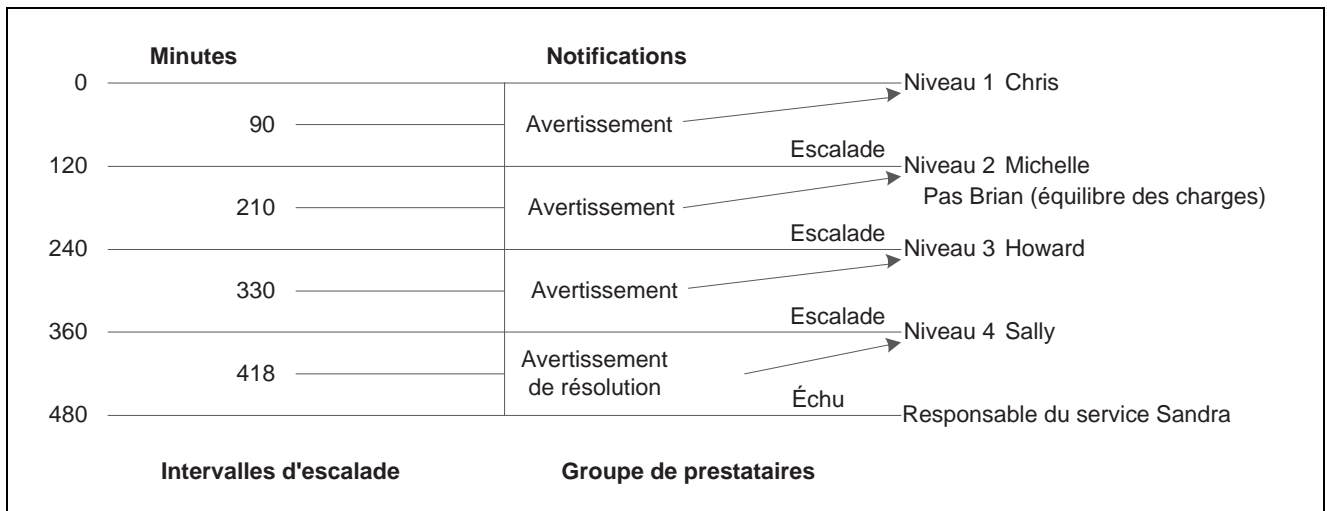 Minutes Notifications
0 Niveau 1 Chris
90 Avertissement
Escalade
120 Niveau 2 Michelle
Pas Brian (équilibre des charges)
210 Avertissement
Escalade
240 Niveau 3 Howard
330 Avertissement
Escalade
360 Niveau 4 Sally
418 Avertissement
de résolution
Échu
480 Responsable du service Sandra
Intervalles d'escalade Groupe de prestataires